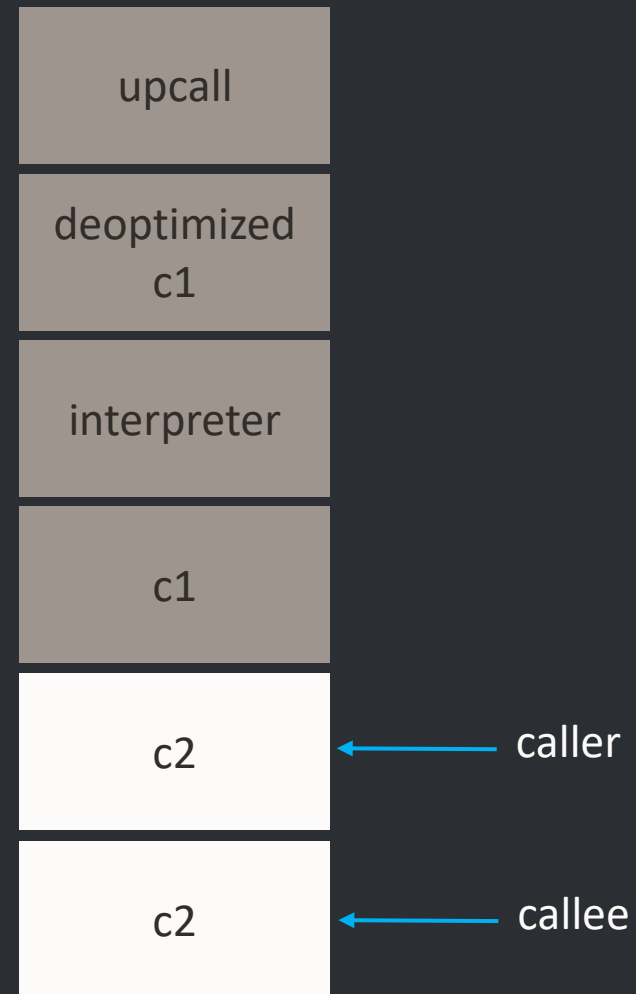 upcall
deoptimized
c1
interpreter
c1
c2
caller
c2
callee